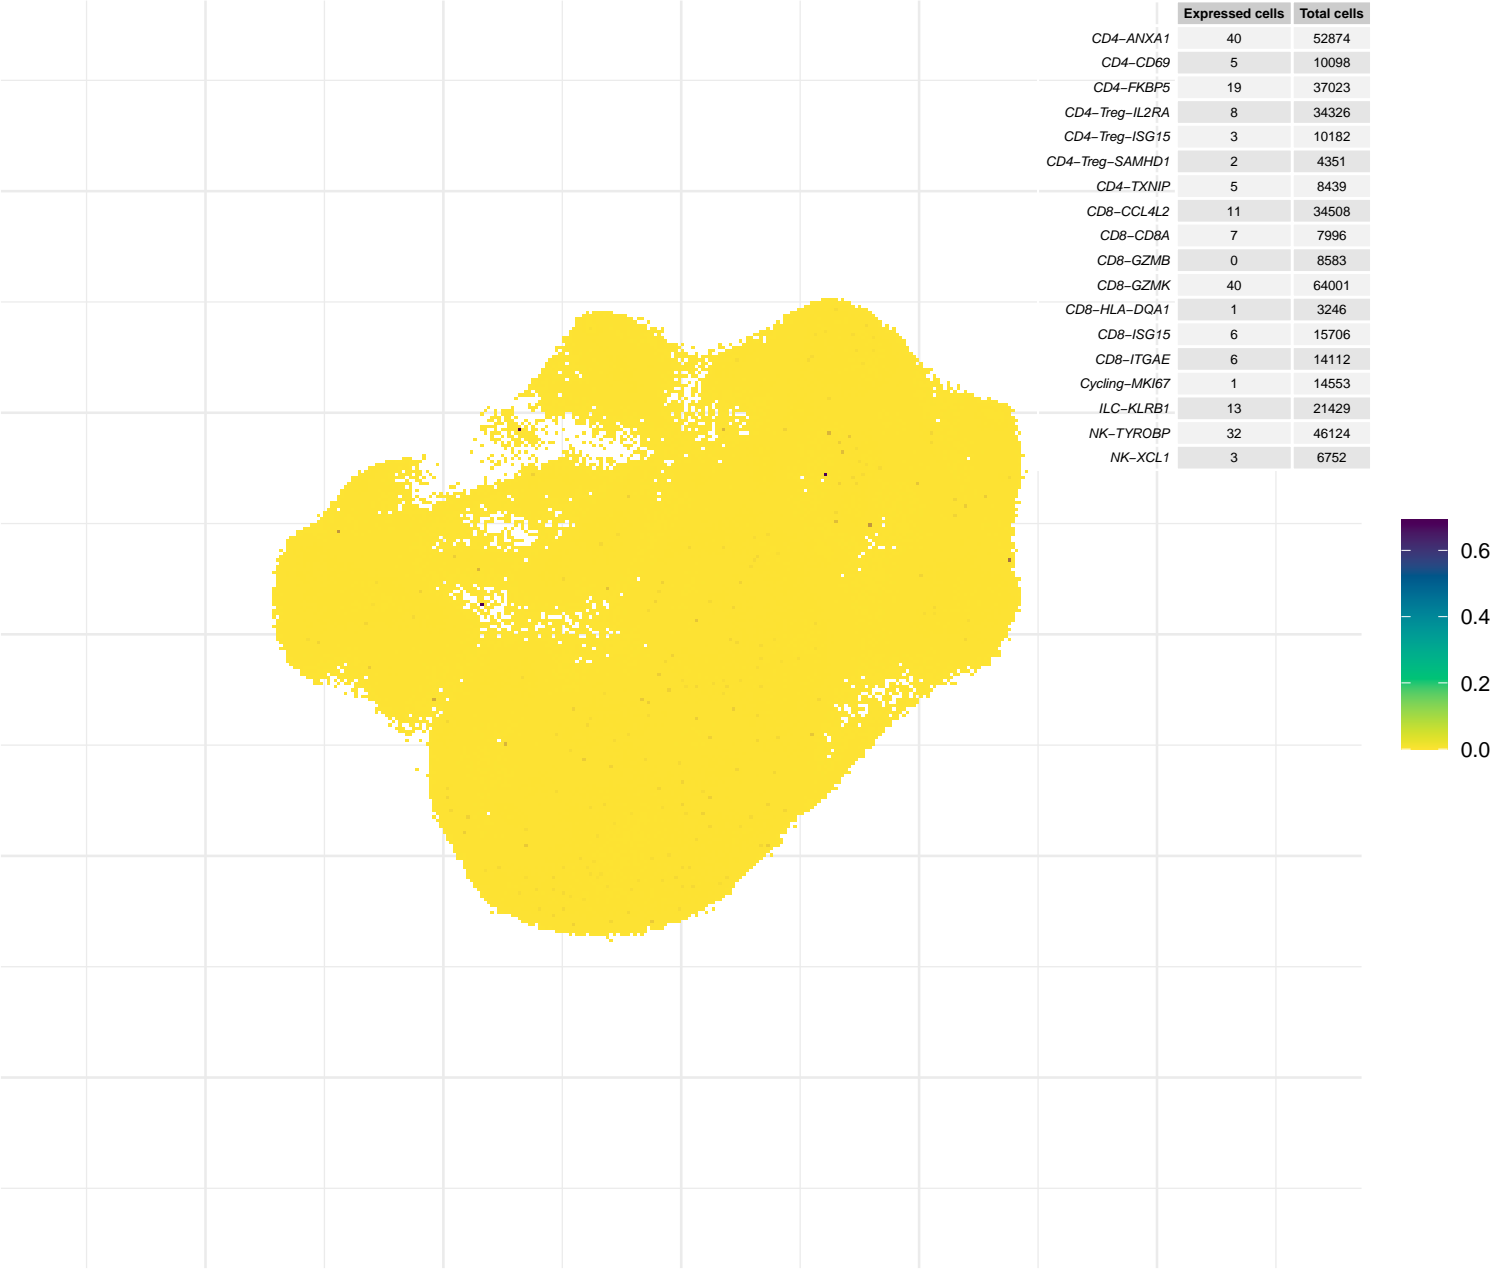 Expressed cells Total cells
CD4−ANXA1 40 52874
CD4−CD69 5 10098
CD4−FKBP5 19 37023
CD4−Treg−IL2RA 8 34326
CD4−Treg−ISG15 3 10182
CD4−Treg−SAMHD1 2 4351
CD4−TXNIP 5 8439
CD8−CCL4L2 11 34508
CD8−CD8A 7 7996
CD8−GZMB 0 8583
CD8−GZMK 40 64001
CD8−HLA−DQA1 1 3246
CD8−ISG15 6 15706
CD8−ITGAE 6 14112
Cycling−MKI67 1 14553
ILC−KLRB1 13 21429
NK−TYROBP 32 46124
NK−XCL1 3 6752
0.6
0.4
0.2
0.0